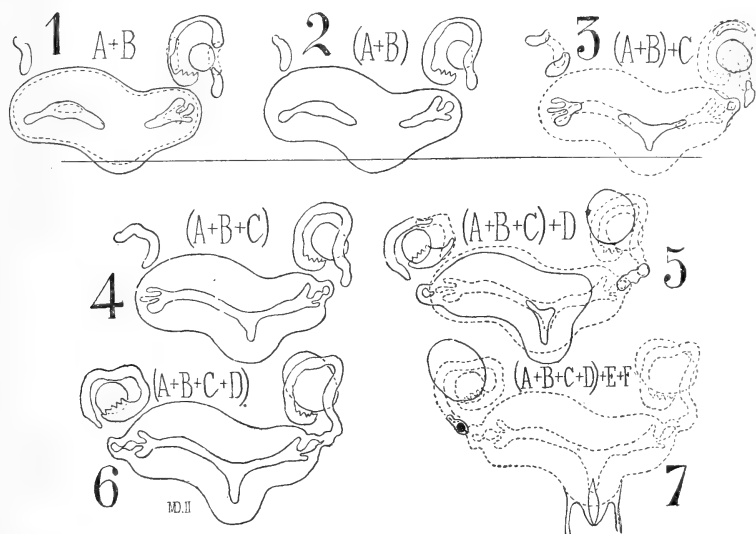 1 A+B
2 (A+B)
3 (A+B)+C
4 (A+B+C)
(A+B+C)+D 5
6 (A+B+C+D).
(A+B+C+D)+E+F 7
MD.II